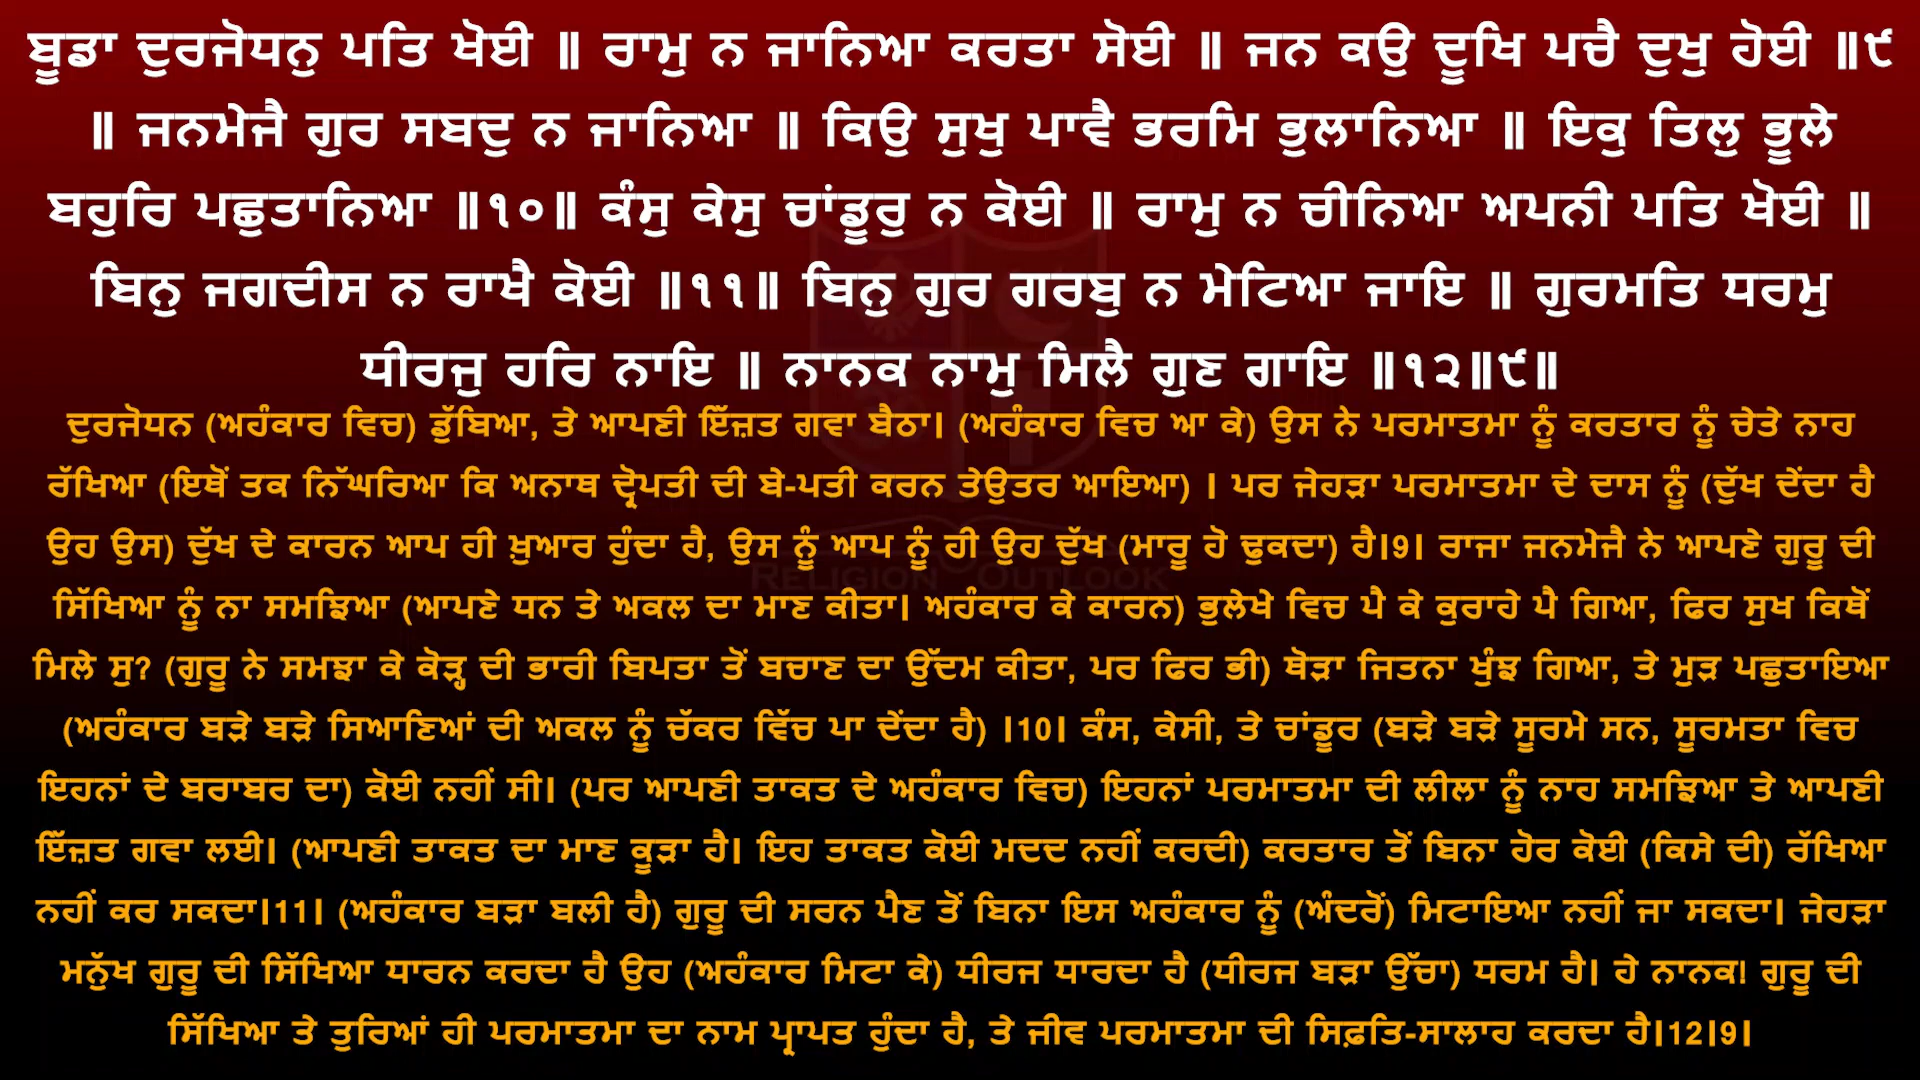 ਬੂਡਾ ਦੁਰਜੋਧਨੁ ਪਤਿ ਖੋਈ ॥ ਰਾਮੁ ਨ ਜਾਨਿਆ ਕਰਤਾ ਸੋਈ ॥ ਜਨ ਕਉ ਦੂਖਿ ਪਚੈ ਦੁਖੁ ਹੋਈ ॥੯
॥ ਜਨਮੇਜੈ ਗੁਰ ਸਬਦੁ ਨ ਜਾਨਿਆ ॥ ਕਿਉ ਸੁਖੁ ਪਾਵੈ ਭਰਮਿ ਭੁਲਾਨਿਆ ॥ ਇਕੁ ਤਿਲੁ ਭੂਲੇ
ਬਹੁਰਿ ਪਛੁਤਾਨਿਆ ॥੧੦॥ ਕੰਸੁ ਕੇਸੁ ਚਾਂਡੂਰੁ ਨ ਕੋਈ ॥ ਰਾਮੁ ਨ ਚੀਨਿਆ ਅਪਨੀ ਪਤਿ ਖੋਈ ॥
ਬਿਨੁ ਜਗਦੀਸ ਨ ਰਾਖੈ ਕੋਈ ॥੧੧॥ ਬਿਨੁ ਗੁਰ ਗਰਬੁ ਨ ਮੇਟਿਆ ਜਾਇ ॥ ਗੁਰਮਤਿ ਧਰਮੁ
ਧੀਰਜੁ ਹਰਿ ਨਾਇ ॥ ਨਾਨਕ ਨਾਮੁ ਮਿਲੈ ਗੁਣ ਗਾਇ ॥੧੨॥੯॥
ਦੁਰਜੋਧਨ (ਅਹੰਕਾਰ ਵਿਚ) ਡੁੱਬਿਆ, ਤੇ ਆਪਣੀ ਇੱਜ਼ਤ ਗਵਾ ਬੈਠਾ। (ਅਹੰਕਾਰ ਵਿਚ ਆ ਕੇ) ਉਸ ਨੇ ਪਰਮਾਤਮਾ ਨੂੰ ਕਰਤਾਰ ਨੂੰ ਚੇਤੇ ਨਾਹ
ਰੱਖਿਆ (ਇਥੋਂ ਤਕ ਨਿੱਘਰਿਆ ਕਿ ਅਨਾਥ ਦ੍ਰੋਪਤੀ ਦੀ ਬੇ-ਪਤੀ ਕਰਨ ਤੇਉਤਰ ਆਇਆ) । ਪਰ ਜੇਹੜਾ ਪਰਮਾਤਮਾ ਦੇ ਦਾਸ ਨੂੰ (ਦੁੱਖ ਦੇਂਦਾ ਹੈ
ਉਹ ਉਸ) ਦੁੱਖ ਦੇ ਕਾਰਨ ਆਪ ਹੀ ਖ਼ੁਆਰ ਹੁੰਦਾ ਹੈ, ਉਸ ਨੂੰ ਆਪ ਨੂੰ ਹੀ ਉਹ ਦੁੱਖ (ਮਾਰੂ ਹੋ ਢੁਕਦਾ) ਹੈ।9। ਰਾਜਾ ਜਨਮੇਜੈ ਨੇ ਆਪਣੇ ਗੁਰੂ ਦੀ
RELIGION OUTLOOK
ਸਿੱਖਿਆ ਨੂੰ ਨਾ ਸਮਝਿਆ (ਆਪਣੇ ਧਨ ਤੇ ਅਕਲ ਦਾ ਮਾਣ ਕੀਤਾ। ਅਹੰਕਾਰ ਕੇ ਕਾਰਨ) ਭੁਲੇਖੇ ਵਿਚ ਪੈ ਕੇ ਕੁਰਾਹੇ ਪੈ ਗਿਆ, ਫਿਰ ਸੁਖ ਕਿਥੋਂ
ਮਿਲੇ ਸੁ? (ਗੁਰੂ ਨੇ ਸਮਝਾ ਕੇ ਕੋੜ੍ਹ ਦੀ ਭਾਰੀ ਬਿਪਤਾ ਤੋਂ ਬਚਾਣ ਦਾ ਉੱਦਮ ਕੀਤਾ, ਪਰ ਫਿਰ ਭੀ) ਥੋੜਾ ਜਿਤਨਾ ਖੁੰਝ ਗਿਆ, ਤੇ ਮੁੜ ਪਛੁਤਾਇਆ
(ਅਹੰਕਾਰ ਬੜੇ ਬੜੇ ਸਿਆਣਿਆਂ ਦੀ ਅਕਲ ਨੂੰ ਚੱਕਰ ਵਿੱਚ ਪਾ ਦੇਂਦਾ ਹੈ) ।10। ਕੰਸ, ਕੇਸੀ, ਤੇ ਚਾਂਡੂਰ (ਬੜੇ ਬੜੇ ਸੂਰਮੇ ਸਨ, ਸੂਰਮਤਾ ਵਿਚ
ਇਹਨਾਂ ਦੇ ਬਰਾਬਰ ਦਾ) ਕੋਈ ਨਹੀਂ ਸੀ। (ਪਰ ਆਪਣੀ ਤਾਕਤ ਦੇ ਅਹੰਕਾਰ ਵਿਚ) ਇਹਨਾਂ ਪਰਮਾਤਮਾ ਦੀ ਲੀਲਾ ਨੂੰ ਨਾਹ ਸਮਝਿਆ ਤੇ ਆਪਣੀ
ਇੱਜ਼ਤ ਗਵਾ ਲਈ। (ਆਪਣੀ ਤਾਕਤ ਦਾ ਮਾਣ ਕੂੜਾ ਹੈ। ਇਹ ਤਾਕਤ ਕੋਈ ਮਦਦ ਨਹੀਂ ਕਰਦੀ) ਕਰਤਾਰ ਤੋਂ ਬਿਨਾ ਹੋਰ ਕੋਈ (ਕਿਸੇ ਦੀ) ਰੱਖਿਆ
ਨਹੀਂ ਕਰ ਸਕਦਾ।11। (ਅਹੰਕਾਰ ਬੜਾ ਬਲੀ ਹੈ) ਗੁਰੂ ਦੀ ਸਰਨ ਪੈਣ ਤੋਂ ਬਿਨਾ ਇਸ ਅਹੰਕਾਰ ਨੂੰ (ਅੰਦਰੋਂ) ਮਿਟਾਇਆ ਨਹੀਂ ਜਾ ਸਕਦਾ। ਜੇਹੜਾ
ਮਨੁੱਖ ਗੁਰੂ ਦੀ ਸਿੱਖਿਆ ਧਾਰਨ ਕਰਦਾ ਹੈ ਉਹ (ਅਹੰਕਾਰ ਮਿਟਾ ਕੇ) ਧੀਰਜ ਧਾਰਦਾ ਹੈ (ਧੀਰਜ ਬੜਾ ਉੱਚਾ) ਧਰਮ ਹੈ। ਹੇ ਨਾਨਕ! ਗੁਰੂ ਦੀ
ਸਿੱਖਿਆ ਤੇ ਤੁਰਿਆਂ ਹੀ ਪਰਮਾਤਮਾ ਦਾ ਨਾਮ ਪ੍ਰਾਪਤ ਹੁੰਦਾ ਹੈ, ਤੇ ਜੀਵ ਪਰਮਾਤਮਾ ਦੀ ਸਿਫ਼ਤਿ-ਸਾਲਾਹ ਕਰਦਾ ਹੈ।12।9।